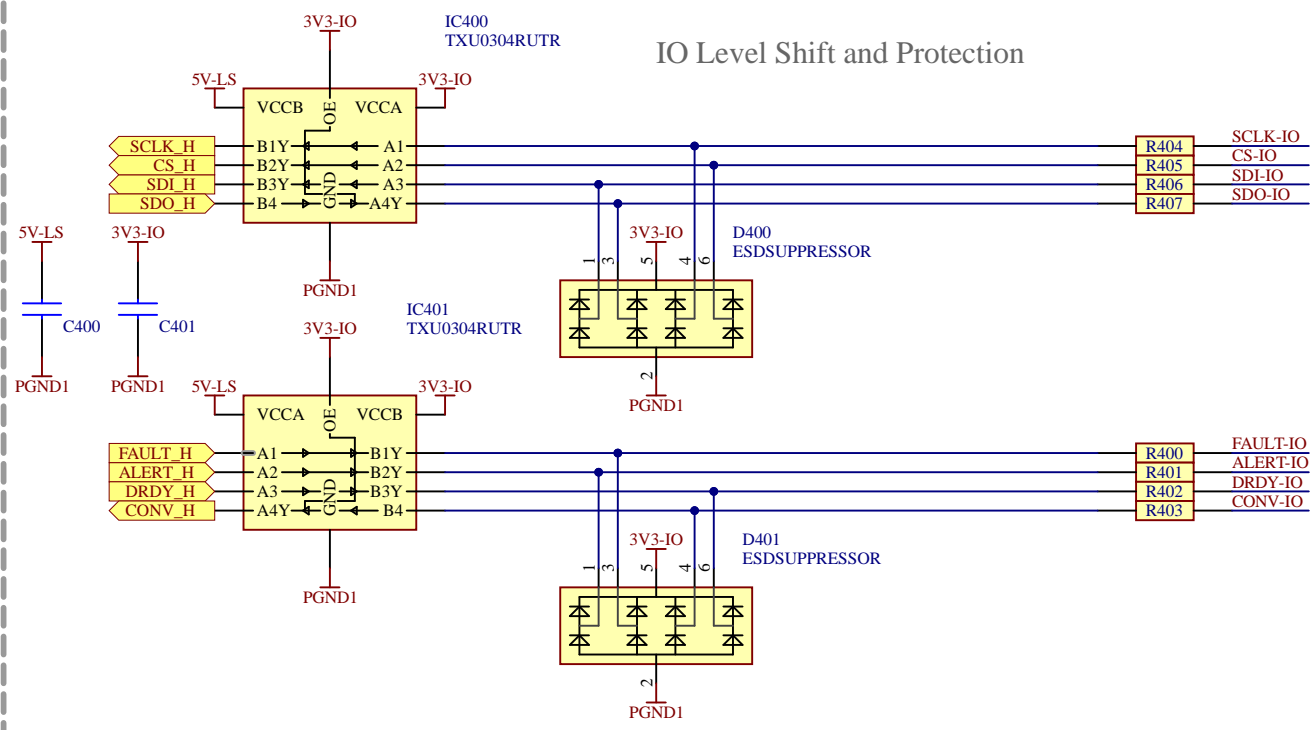 3V3-IO
IC400
TXU0304RUTR
IO Level Shift and Protection
5V-LS
3V3-IO
VCCB
OE
VCCA
SCLK_H
B1Y
A1
R404
SCLK-IO
CS_H
B2Y
A2
R405
CS-IO
SDI_H
B3Y
A3
R406
SDI-IO
SDO_H
B4
GND
A4Y
R407
SDO-IO
5V-LS
3V3-IO
C400
C401
PGND1
PGND1
PGND1
3V3-IO
D400
ESDSUPPRESSOR
1
3
5
4
6
2
PGND1
IC401
TXU0304RUTR
3V3-IO
5V-LS
3V3-IO
VCCA
OE
VCCB
FAULT_H
A1
B1Y
R400
FAULT-IO
ALERT_H
A2
B2Y
R401
ALERT-IO
DRDY_H
A3
B3Y
R402
DRDY-IO
CONV_H
A4Y
GND
B4
R403
CONV-IO
PGND1
3V3-IO
D401
ESDSUPPRESSOR
1
3
5
4
6
2
PGND1